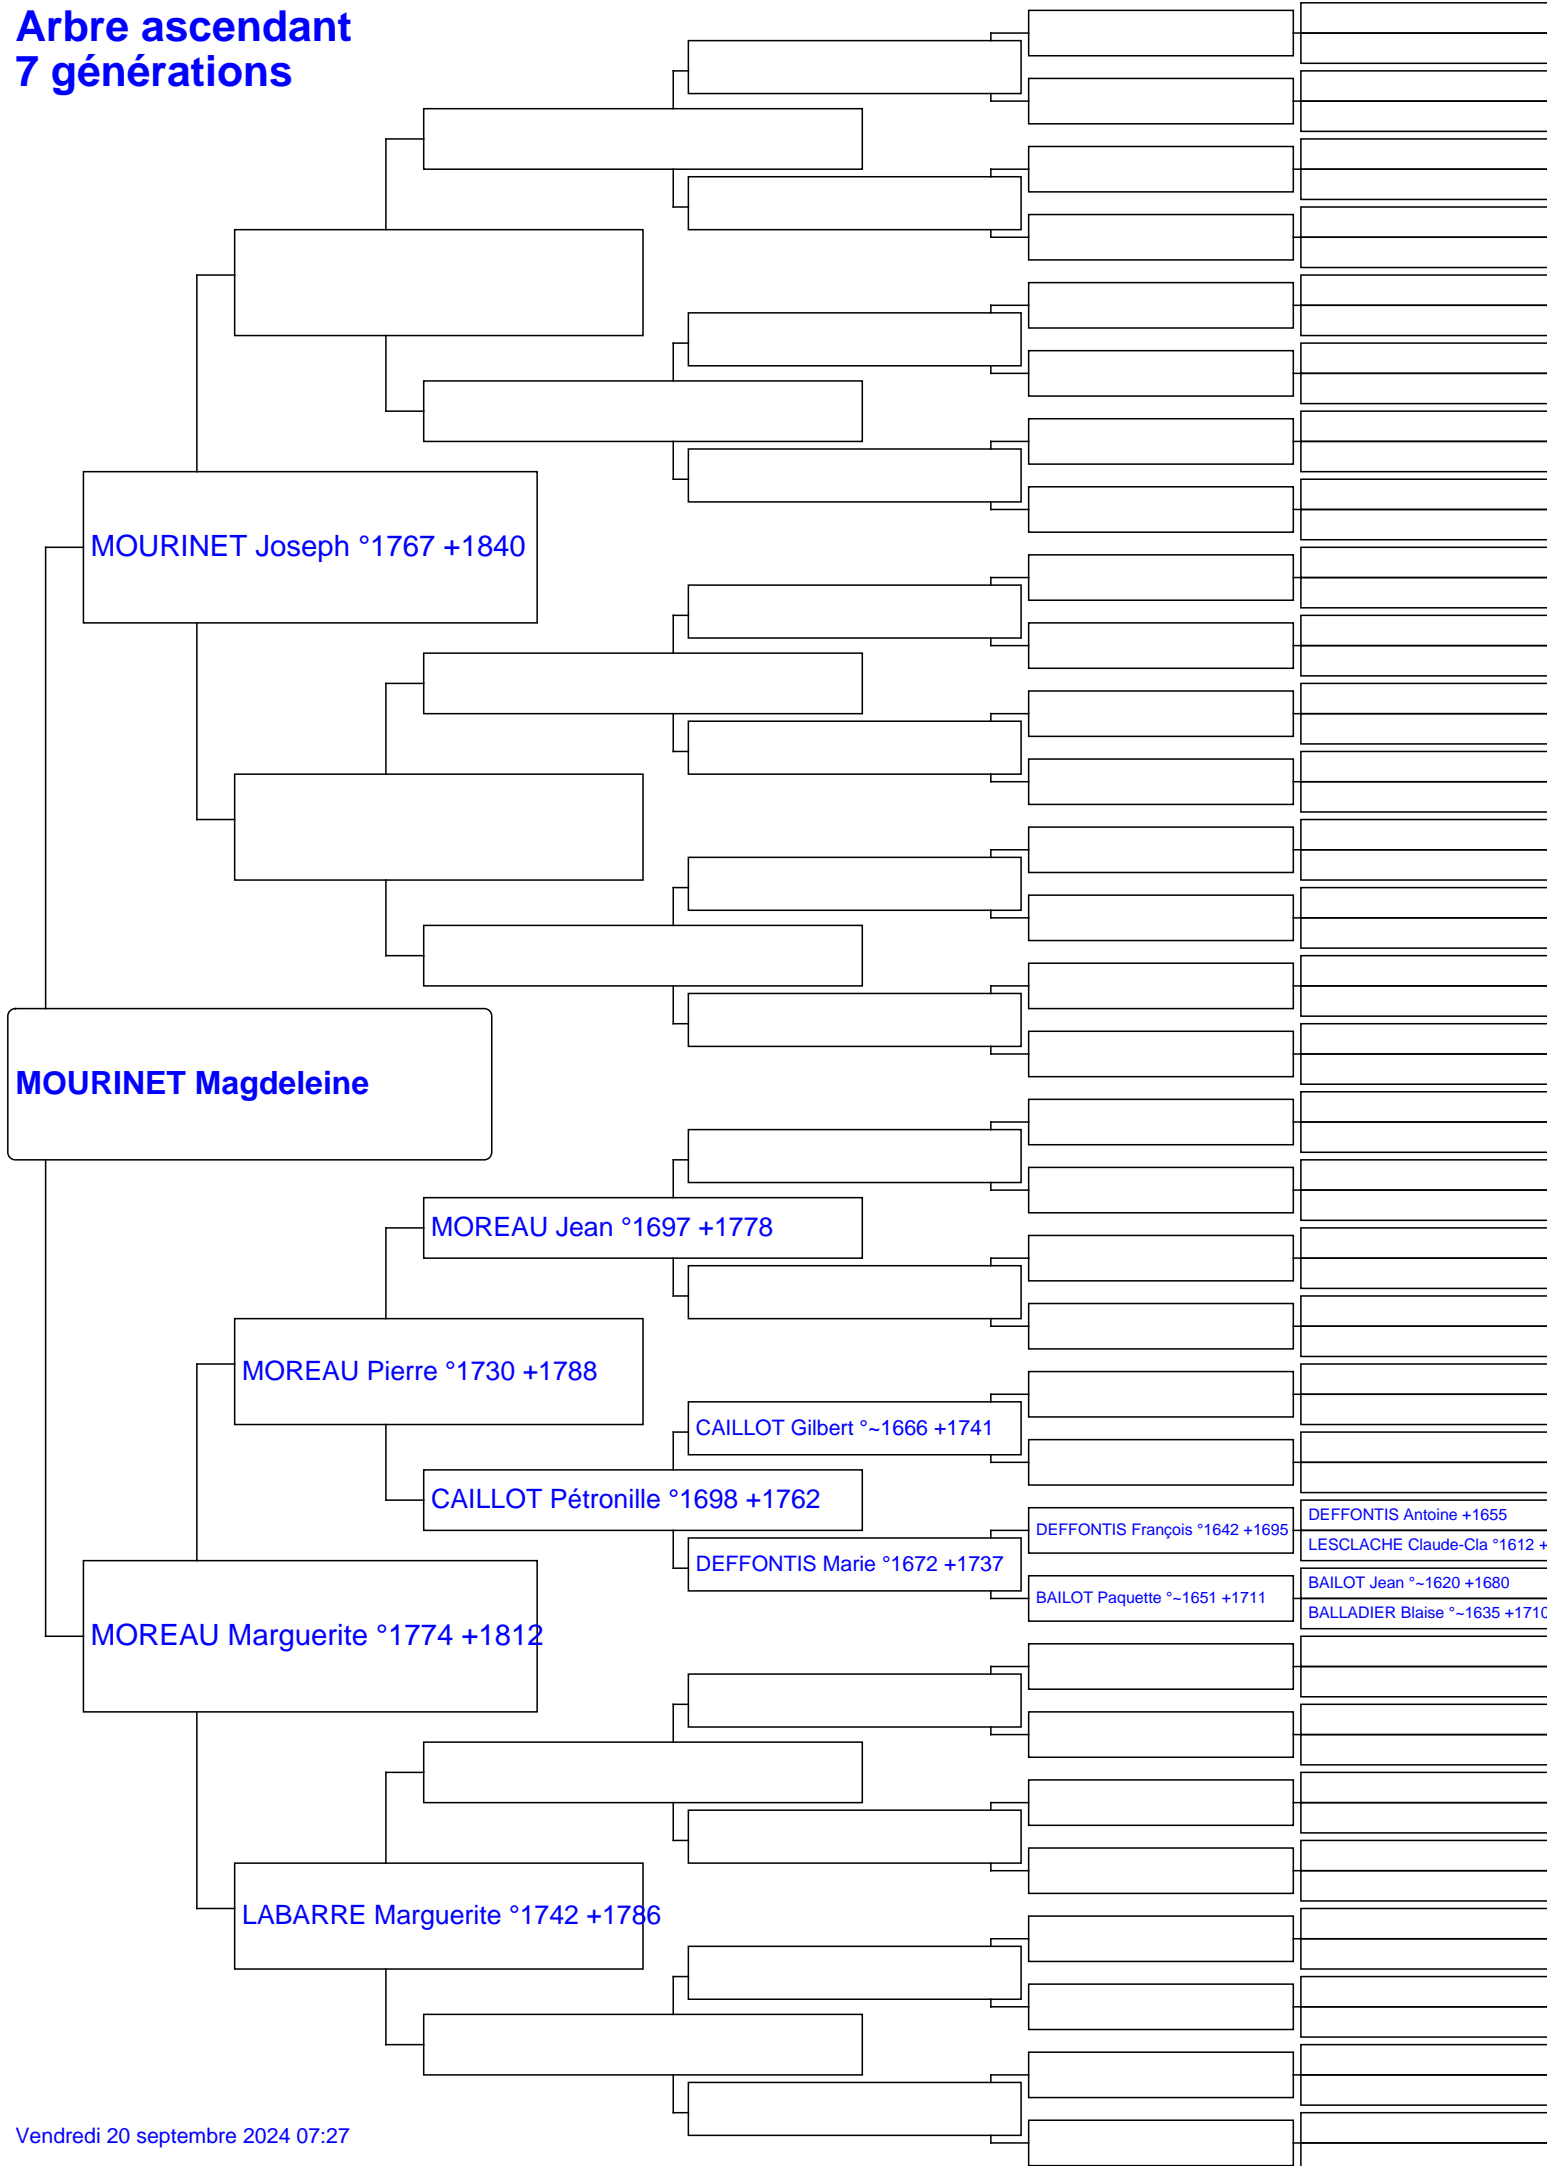 Arbre ascendant
7 générations
MOURINET Joseph °1767 +1840
MOURINET Magdeleine
MOREAU Jean °1697 +1778
MOREAU Pierre °1730 +1788
CAILLOT Gilbert °~1666 +1741
CAILLOT Pétronille °1698 +1762
DEFFONTIS Antoine +1655
DEFFONTIS François °1642 +1695
LESCLACHE Claude-Cla °1612 +
DEFFONTIS Marie °1672 +1737
BAILOT Jean °~1620 +1680
BAILOT Paquette °~1651 +1711
BALLADIER Blaise °~1635 +1710
MOREAU Marguerite °1774 +1812
LABARRE Marguerite °1742 +1786
Vendredi 20 septembre 2024 07:27